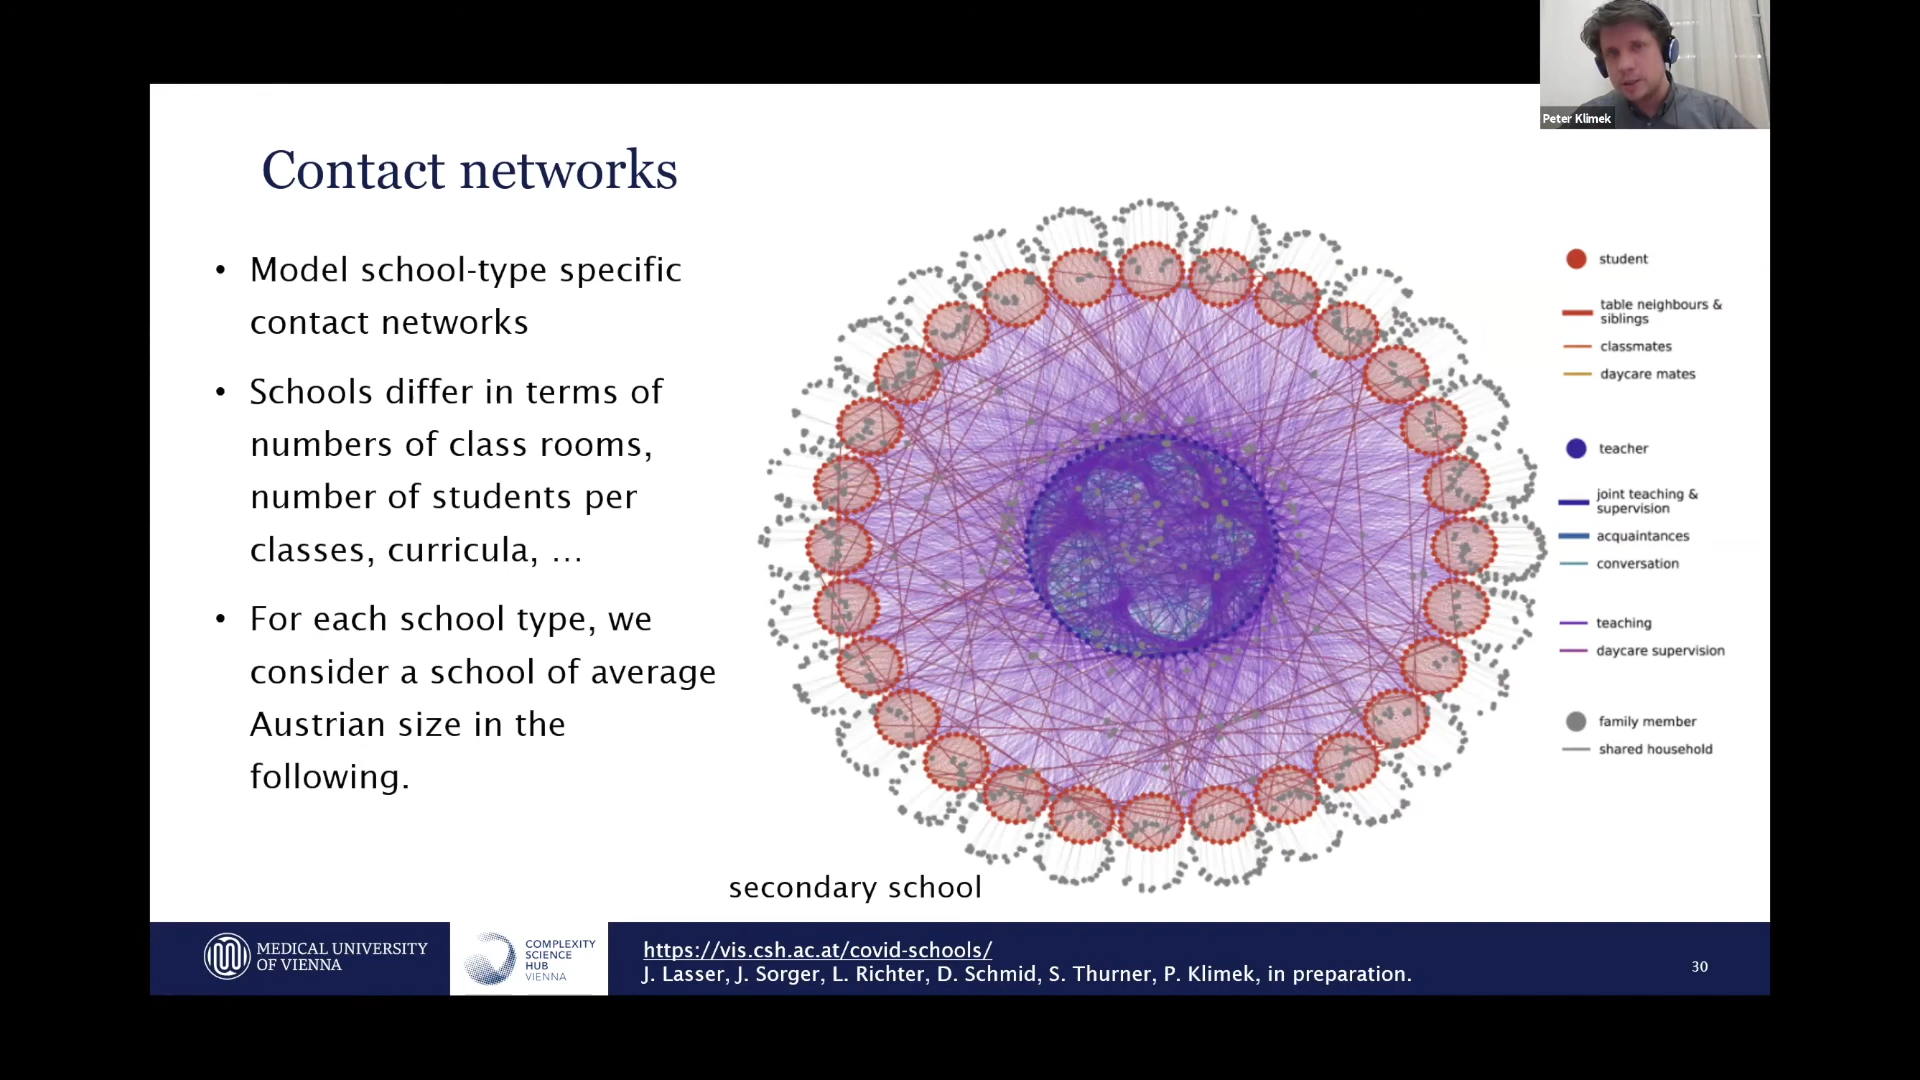 Peter Klimek
Contact networks
• Model school-type specific
contact networks
• Schools differ in terms of
numbers of class rooms,
number of students per
classes, curricula, ...
• For each school type, we
consider a school of average
Austrian size in the
following.
student
table neighbours &
siblings
classmates
daycare mates
teacher
joint teaching &
supervision
acquaintances
conversation
teaching
daycare supervision
family member
shared household
secondary school
MEDICAL UNIVERSITY
OF VIENNA
COMPLEXITY
SCIENCE
HUB
VIENNA
https://vis.csh.ac.at/covid-schools/
J. Lasser, J. Sorger, L. Richter, D. Schmid, S. Thurner, P. Klimek, in preparation.
30